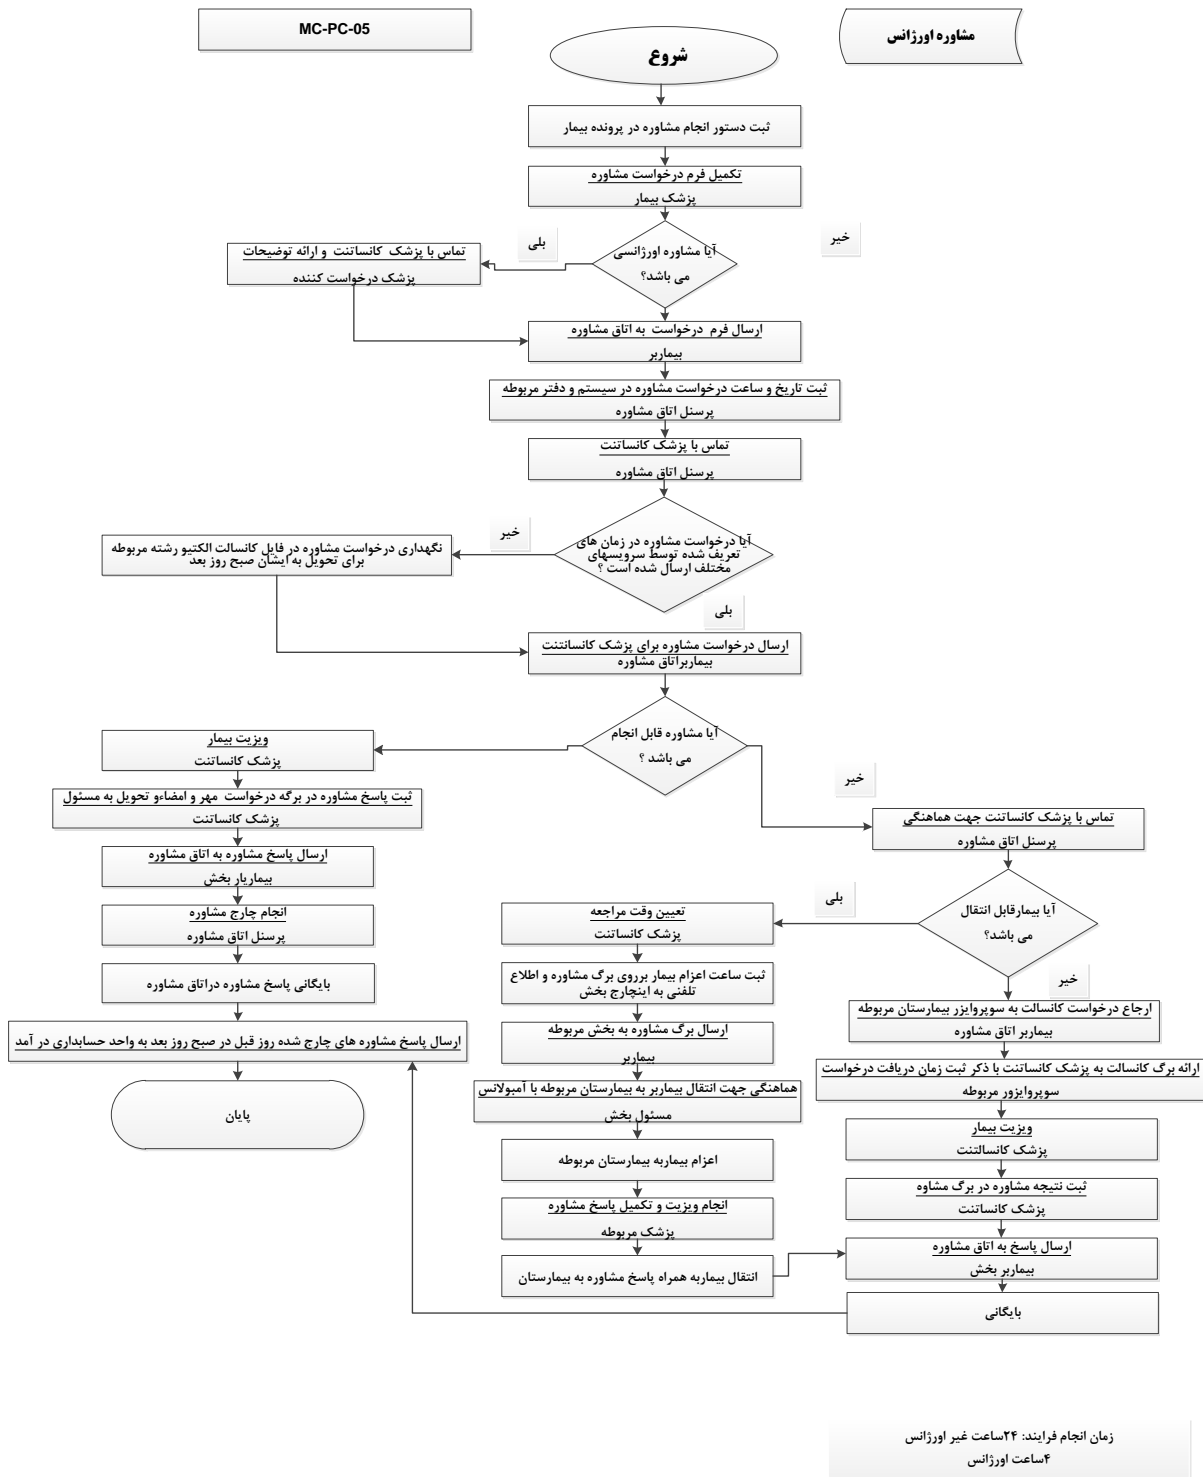 MC-PC-05
مشاوره اورژانس
شروع
ثبت دستور انجام مشاوره در پرونده بیمار
تکمیل فرم درخواست مشاوره
پزشک بیمار
خیر
آیا مشاوره اورژانسی
می باشد؟
بلی
تماس با پزشک کانساتنت و ارائه توضیحات
پزشک درخواست کننده
ارسال فرم درخواست به اتاق مشاوره
بیماربر
ثبت تاریخ و ساعت درخواست مشاوره در سیستم و دفتر مربوطه
پرسنل اتاق مشاوره
تماس با پزشک کانساتنت
پرسنل اتاق مشاوره
آیا درخواست مشاوره در زمان های
تعریف شده توسط سرویسهای
مختلف ارسال شده است ؟
خیر
نگهداری درخواست مشاوره در فایل کانسالت الکتیو رشته مربوطه
برای تحویل به ایشان صبح روز بعد
بلی
ارسال درخواست مشاوره برای پزشک کانسانتنت
بیماربراتاق مشاوره
آیا مشاوره قابل انجام
می باشد ؟
ویزیت بیمار
پزشک کانساتنت
ثبت پاسخ مشاوره در برگه درخواست مهر و امضاءو تحویل به مسئول
پزشک کانساتنت
ارسال پاسخ مشاوره به اتاق مشاوره
بیماریار بخش
انجام چارج مشاوره
پرسنل اتاق مشاوره
بایگانی پاسخ مشاوره دراتاق مشاوره
ارسال پاسخ مشاوره های چارج شده روز قبل در صبح روز بعد به واحد حسابداری در آمد
پایان
خیر
تماس با پزشک کانساتنت جهت هماهنگی
پرسنل اتاق مشاوره
آیا بیمارقابل انتقال
می باشد؟
بلی
تعیین وقت مراجعه
پزشک کانساتنت
ثبت ساعت اعزام بیمار برروی برگ مشاوره و اطلاع
تلفنی به اینچارج بخش
ارسال برگ مشاوره به بخش مربوطه
بیماربر
هماهنگی جهت انتقال بیماربر به بیمارستان مربوطه با آمبولانس
مسئول بخش
اعزام بیماربه بیمارستان مربوطه
انجام ویزیت و تکمیل پاسخ مشاوره
پزشک مربوطه
انتقال بیماربه همراه پاسخ مشاوره به بیمارستان
خیر
ارجاع درخواست کانسالت به سوپروایزر بیمارستان مربوطه
بیماربر اتاق مشاوره
ارائه برگ کانسالت به پزشک کانساتنت با ذکر ثبت زمان دریافت درخواست
سوپروایزور مربوطه
ویزیت بیمار
پزشک کانسالتنت
ثبت نتیجه مشاوره در برگ مشاوه
پزشک کانساتنت
ارسال پاسخ به اتاق مشاوره
بیماربر بخش
بایگانی
زمان انجام فرایند: ۲۴ساعت غیر اورژانس
۴ساعت اورژانس